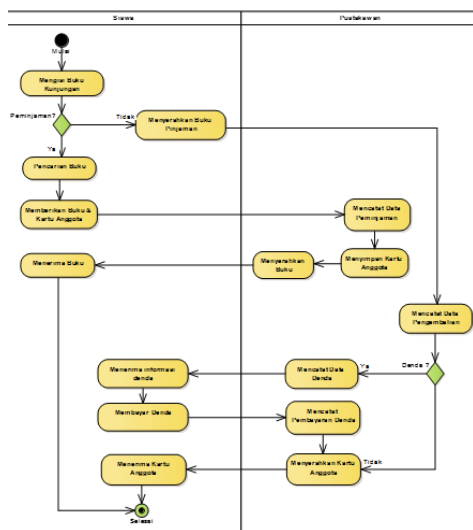 Siswa
Pustakawan
Mulai
Mengisi Buku
Kunjungan
Peminjaman?
Tidak
Menyerahkan Buku
Pinjaman
Ya
Pencarian Buku
Memberikan Buku &
Kartu Anggota
Mencatat Data
Peminjaman
Menerima Buku
Menyerahkan
Buku
Menyimpan Kartu
Anggota
Mencatat Data
Pengembalian
Menerima informasi
denda
Mencatat Data
Denda
Ya
Denda ?
Membayar Denda
Mencatat
Pembayaran Denda
Menerima Kartu
Anggota
Menyerahkan Kartu
Anggota
Tidak
Selesai